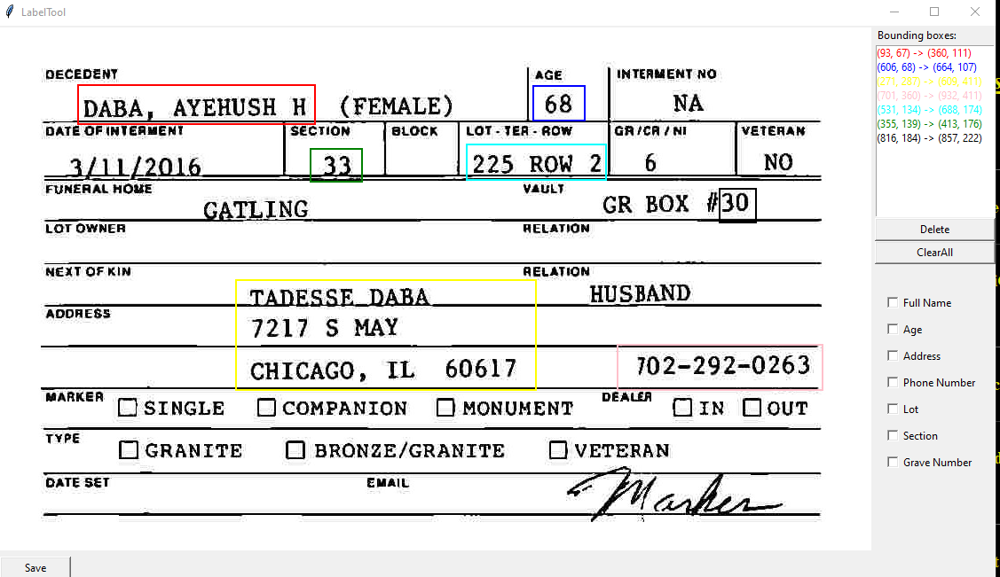 LabelTool
Bounding boxes:
(93, 67) -> (360, 111)
(606, 68) -> (664, 107)
(271, 287) -> (609, 411)
(701, 360) -> (932, 411)
(531, 134) -> (688, 174)
(355, 139) -> (413, 176)
(816, 184) -> (857, 222)
DECEDENT AGE INTERMENT NO
DABA, AYEHUSH H (FEMALE) 68 NA
DATE OF INTERMENT SECTION BLOCK LOT - TER - ROW GR/CR/NI VETERAN
3/11/2016 33 225 ROW 2 6 NO
FUNERAL HOME VAULT
GATLING GR BOX #30
LOT OWNER RELATION
NEXT OF KIN RELATION
TADESSE DABA HUSBAND
ADDRESS
7217 S MAY
CHICAGO, IL 60617 702-292-0263
MARKER SINGLE COMPANION MONUMENT DEALER IN OUT
TYPE GRANITE BRONZE/GRANITE VETERAN
DATE SET EMAIL
Marker
Delete
ClearAll
Full Name
Age
Address
Phone Number
Lot
Section
Grave Number
Save